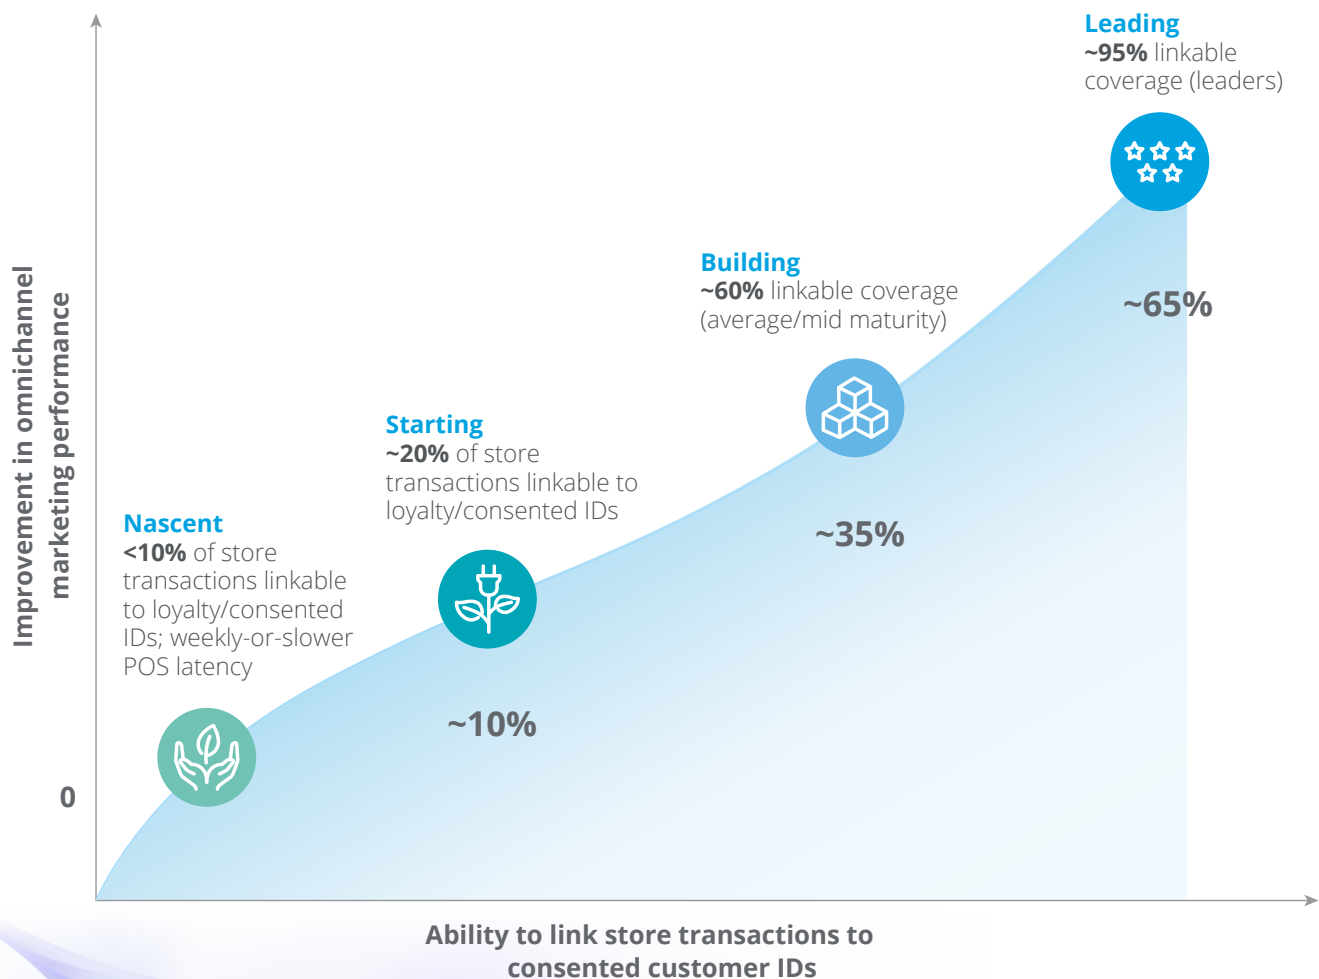 Leading
~95% linkable
coverage (leaders)
~65%
Building
~60% linkable coverage
(average/mid maturity)
~35%
Starting
~20% of store
transactions linkable to
loyalty/consented IDs
~10%
Nascent
<10% of store
transactions linkable
to loyalty/consented
IDs; weekly-or-slower
POS latency
0
Improvement in omnichannel
marketing performance
Ability to link store transactions to
consented customer IDs